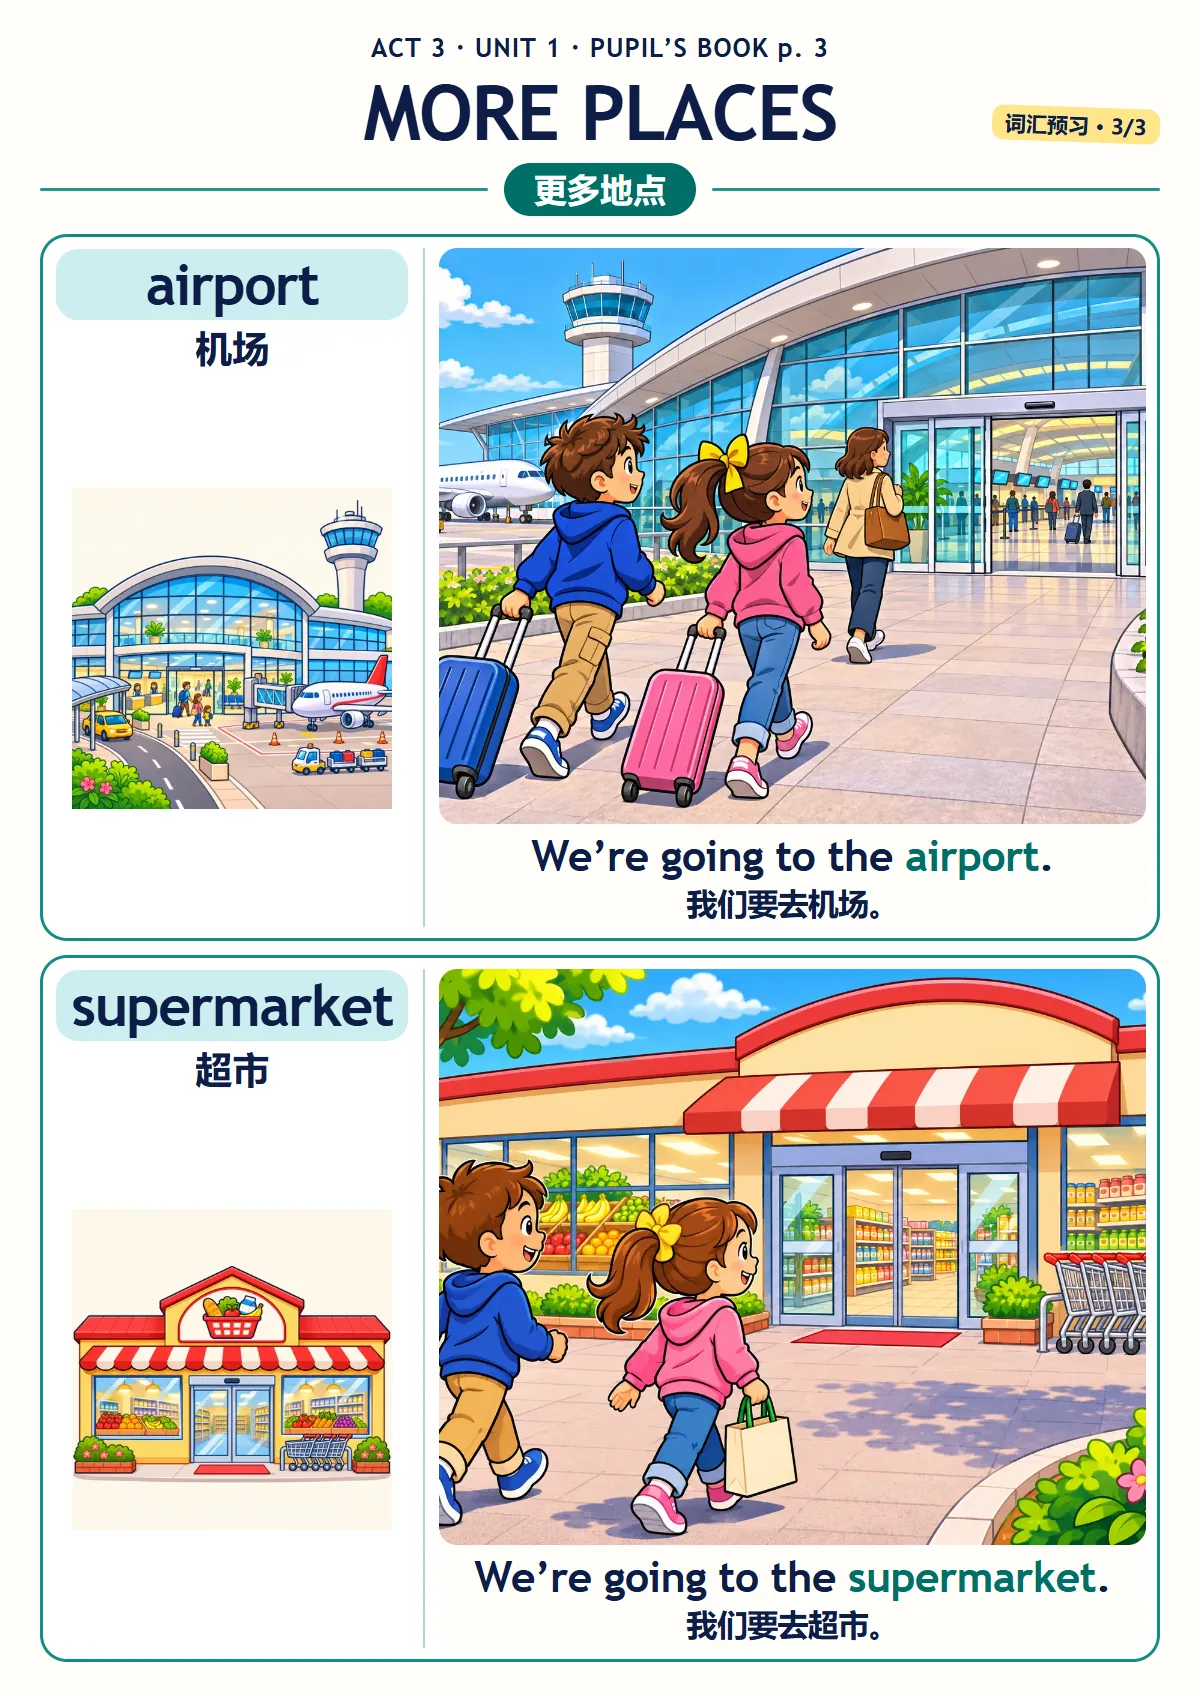 ACT 3 · UNIT 1 · PUPIL’S BOOK p. 3
MORE PLACES
词汇预习 • 3/3
更多地点
airport
机场
We’re going to the airport.
我们要去机场。
supermarket
超市
We’re going to the supermarket.
我们要去超市。